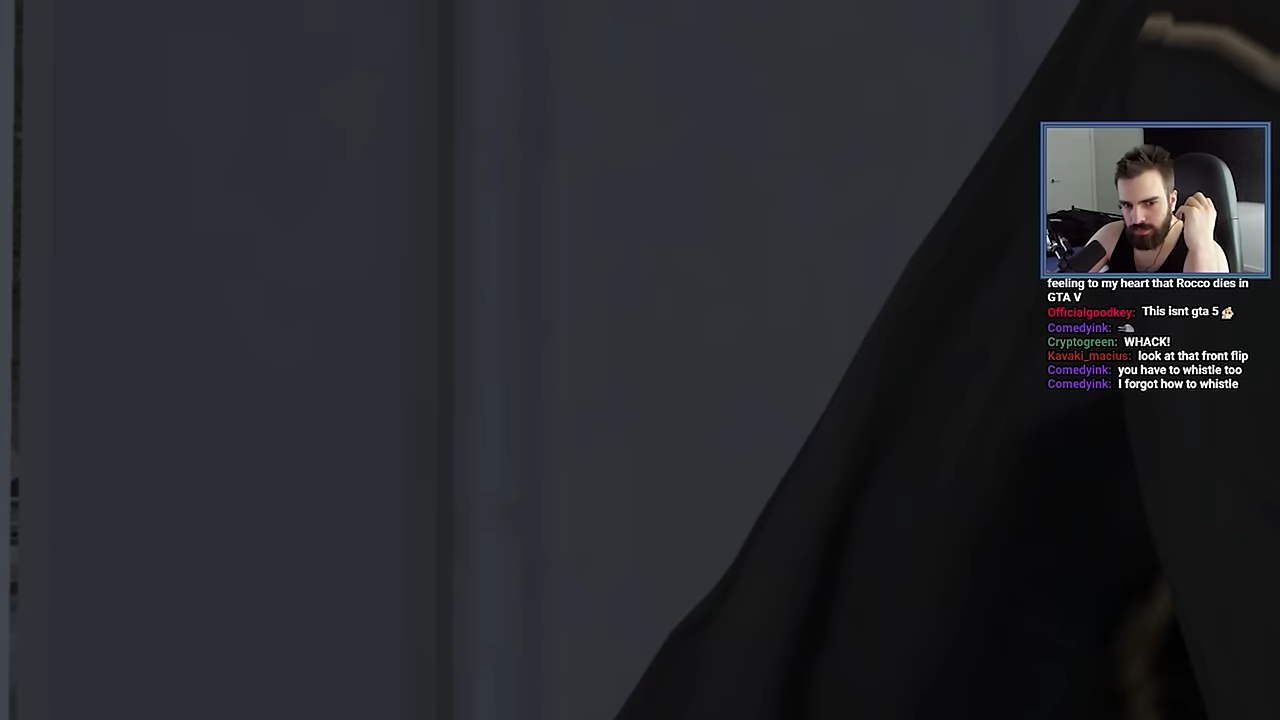 feeling to my heart that Rocco dies in
GTA V
Officialgoodkey: This isnt gta 5
Comedyink:
Cryptogreen: WHACK!
Kavaki_macius: look at that front flip
Comedyink: you have to whistle too
Comedyink: I forgot how to whistle